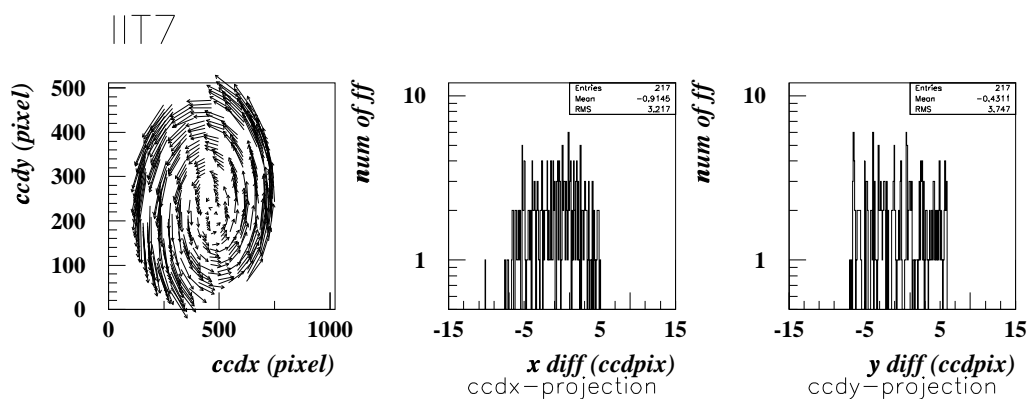 IIT7
ccdy (pixel)
500
400
300
200
100
0
0 500 1000
ccdx (pixel)
num of ff
10
1
Entries 217
Mean -0.9145
RMS 3.217
-15 -5 5 15
x diff (ccdpix)
ccdx-projection
num of ff
10
1
Entries 217
Mean -0.4311
RMS 3.747
-15 -5 5 15
y diff (ccdpix)
ccdy-projection